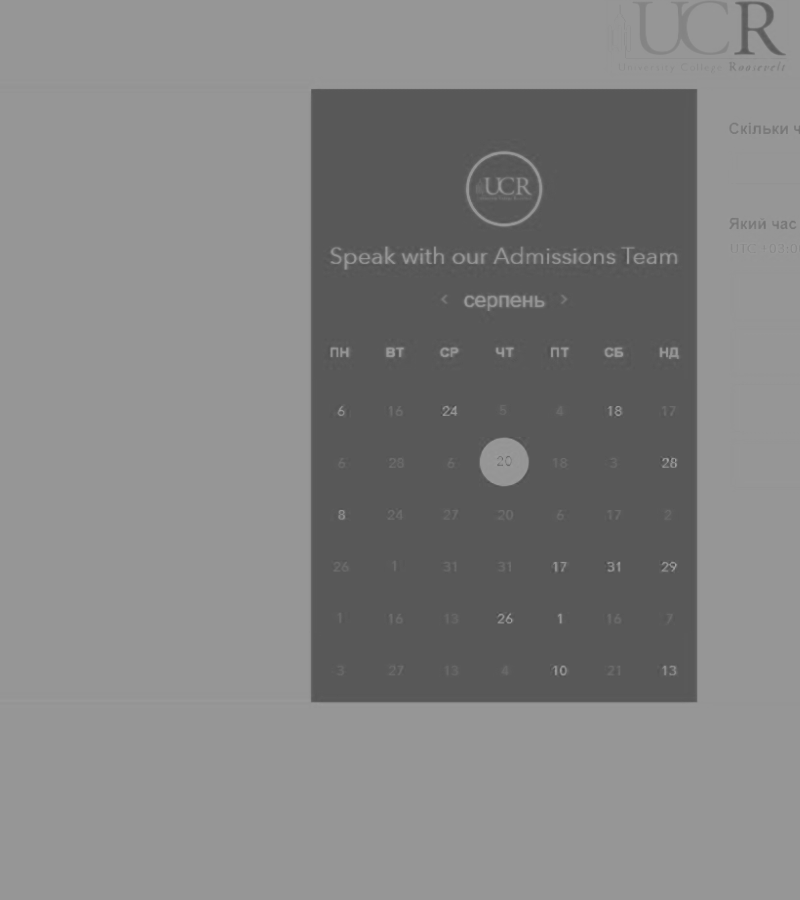 UCR
University College Roosevelt
UCR
Speak with our Admissions Team
< серпень >
ПН ВТ СР ЧТ ПТ СБ НД
6 16 24 5 4 18 17
6 28 6 20 18 3 28
8 24 27 20 6 17 2
26 1 31 31 17 31 29
1 16 13 26 1 16 7
3 27 13 4 10 21 13
Скільки ч
Який час
UTC+03:0